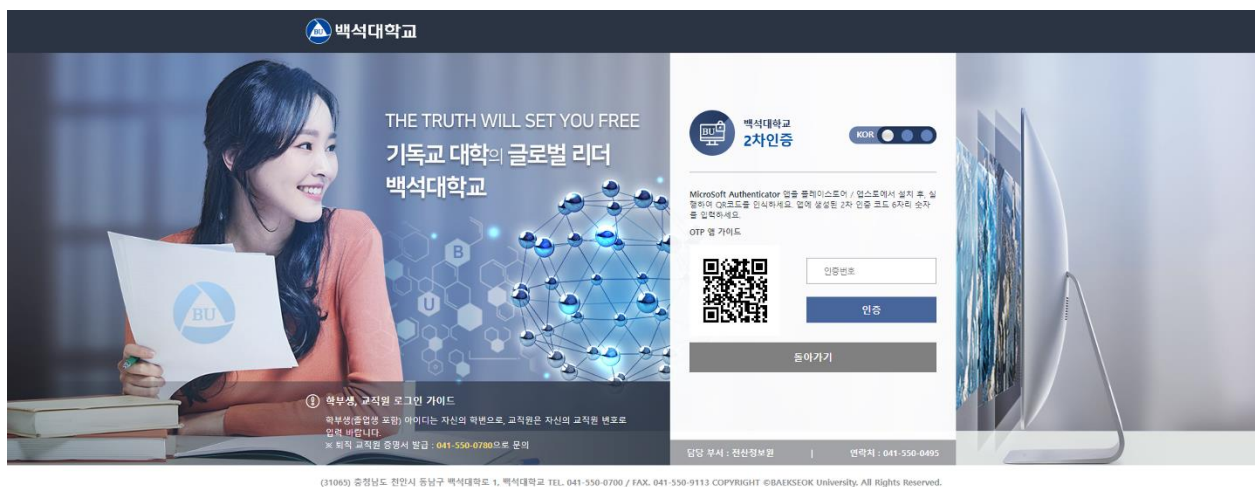 BU 백석대학교
THE TRUTH WILL SET YOU FREE
기독교 대학의 글로벌 리더
백석대학교
B
U
BU
학부생, 교직원 로그인 가이드
학부생(졸업생 포함) 아이디는 자신의 학번으로, 교직원은 자신의 교직원 번호로
입력 바랍니다.
※ 퇴직 교직원 증명서 발급 : 041-550-0780으로 문의
BU
백석대학교
2차인증
KOR
MicroSoft Authenticator 앱을 플레이스토어 / 앱스토어에서 설치 후, 실
행하여 QR코드를 인식하세요. 앱에 생성된 2차 인증 코드 6자리 숫자
를 입력하세요.
OTP 앱 가이드
인증번호
인증
돌아가기
담당 부서 : 전산정보원 | 연락처 : 041-550-0495
(31065) 충청남도 천안시 동남구 백석대학로 1, 백석대학교 TEL. 041-550-0700 / FAX. 041-550-9113 COPYRIGHT ©BAEKSEOK University. All Rights Reserved.